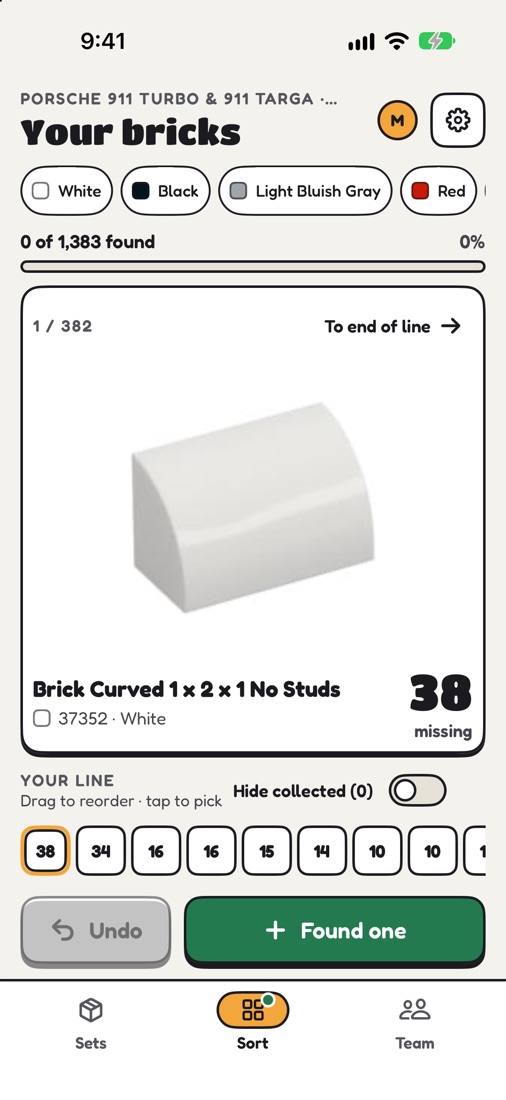 9:41
PORSCHE 911 TURBO & 911 TARGA ·...
Your bricks
M
White
Black
Light Bluish Gray
Red
0 of 1,383 found
0%
1 / 382
To end of line →
Brick Curved 1 x 2 x 1 No Studs
37352 · White
38
missing
YOUR LINE
Drag to reorder · tap to pick
Hide collected (0)
38 34 16 16 15 14 10 10
Undo
+ Found one
Sets
Sort
Team